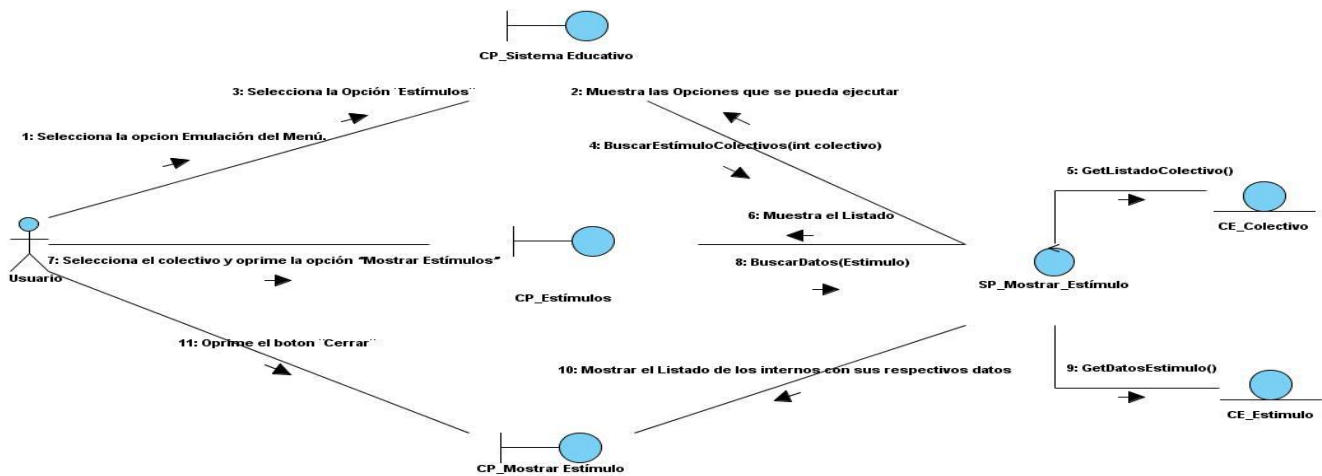 CP_Sistema Educativo
3: Selecciona la Opción ¨Estímulos¨
2: Muestra las Opciones que se pueda ejecutar
1: Selecciona la opcion Emulación del Menú.
4: BuscarEstímuloColectivos(int colectivo)
5: GetListadoColectivo()
6: Muestra el Listado
CE_Colectivo
7: Selecciona el colectivo y oprime la opción “Mostrar Estímulos”
8: BuscarDatos(Estimulo)
Usuario
SP_Mostrar_Estímulo
CP_Estímulos
11: Oprime el boton ¨Cerrar¨
10: Mostrar el Listado de los internos con sus respectivos datos
9: GetDatosEstimulo()
CE_Estimulo
CP_Mostrar Estímulo